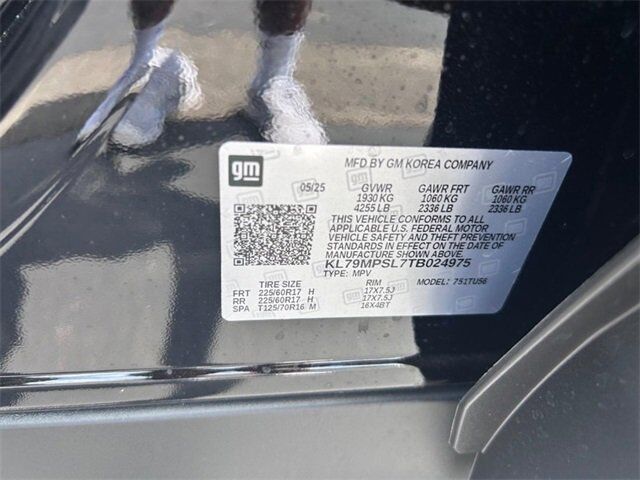 gm
MFD BY GM KOREA COMPANY
05/25 GVWR GAWR FRT GAWR RR
1930 KG 1060 KG 1060 KG
4255 LB 2336 LB 2336 LB
THIS VEHICLE CONFORMS TO ALL
APPLICABLE U.S. FEDERAL MOTOR
VEHICLE SAFETY AND THEFT PREVENTION
STANDARDS IN EFFECT ON THE DATE OF
MANUFACTURE SHOWN ABOVE.
KL79MPSL7TB024975
TYPE: MPV MODEL: 751TU56
TIRE SIZE RIM
FRT 225/60R17 H 17X7.5J
RR 225/60R17 H 17X7.5J
SPA T125/70R16 M 16X4BT